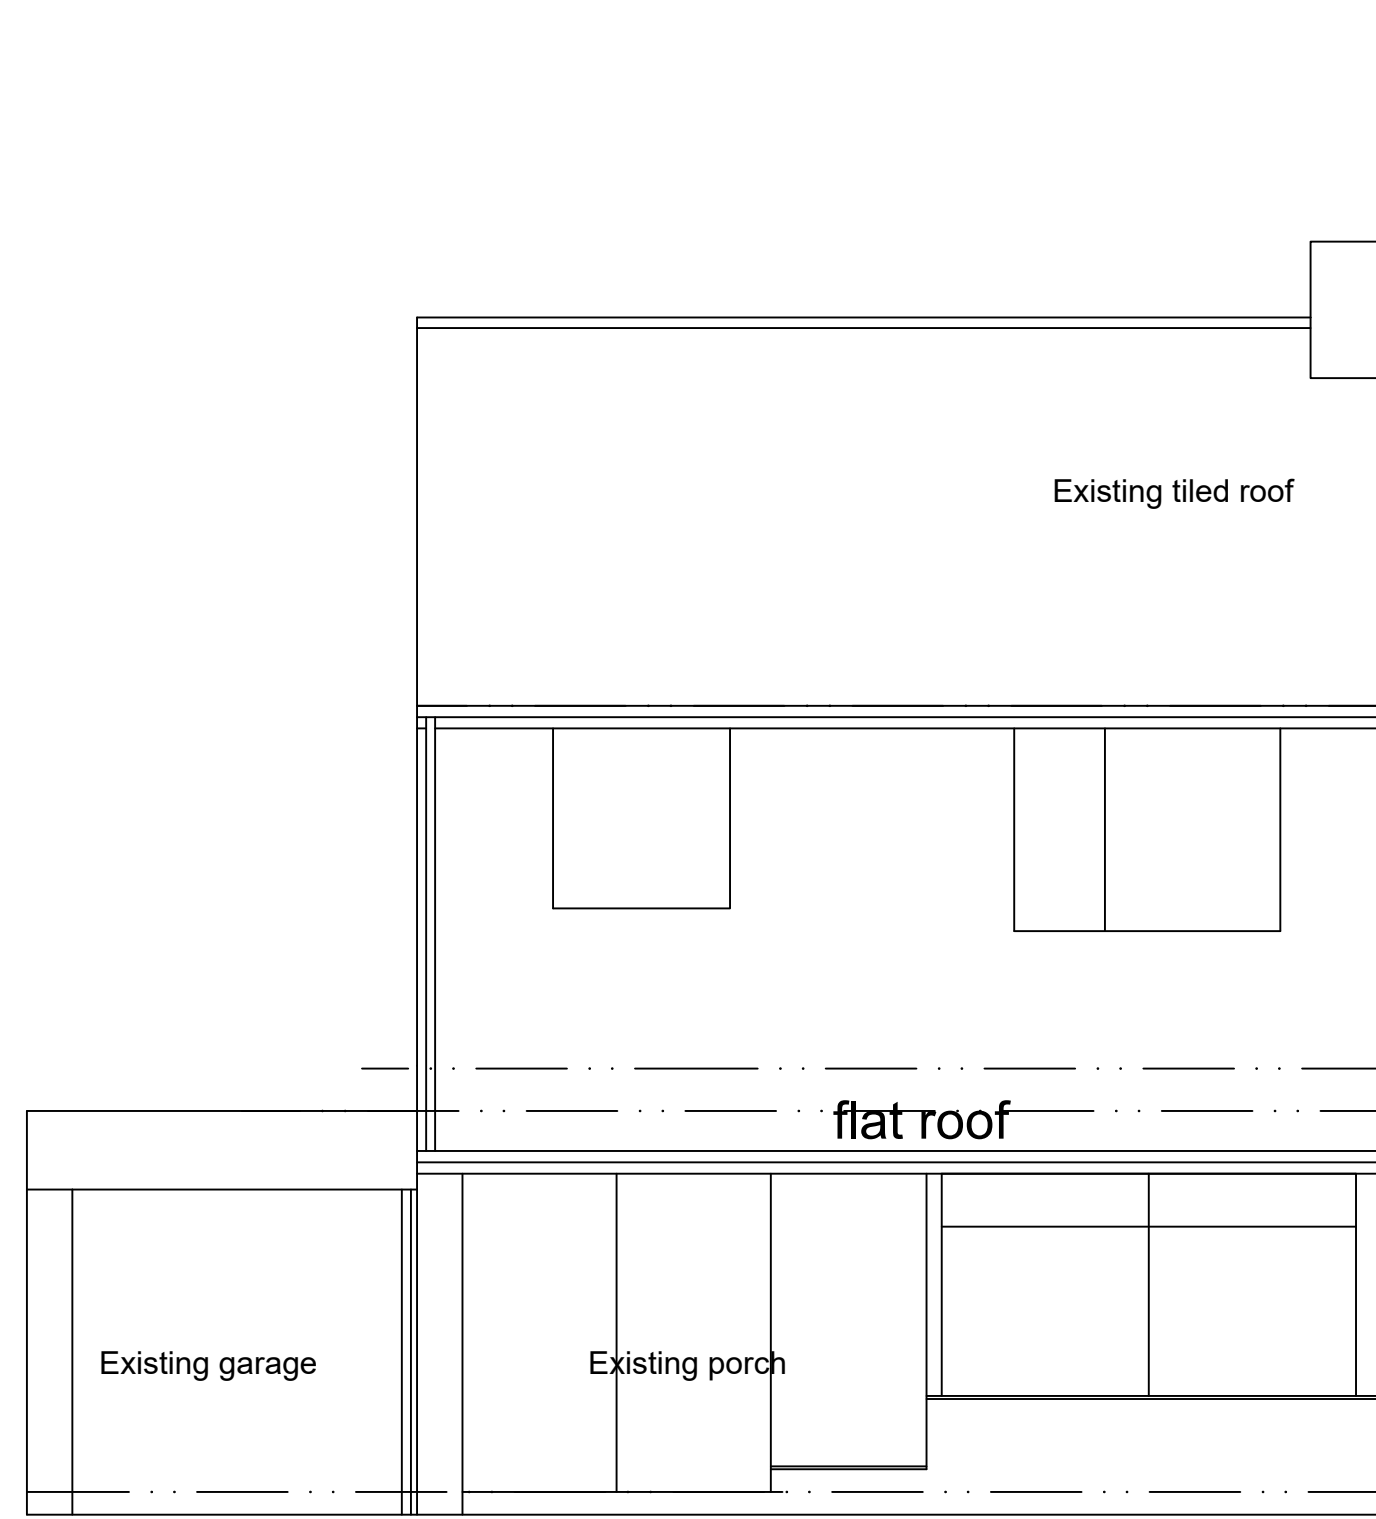 Existing tiled roof
flat roof
Existing garage
Existing porch